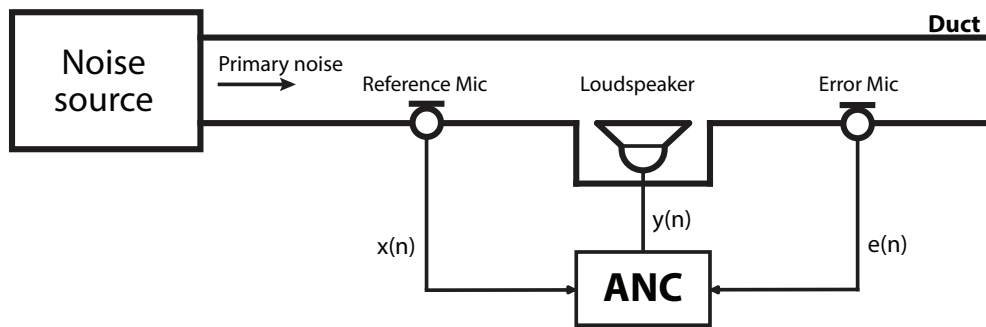 Duct
Noise
source
Primary noise
Reference Mic
Loudspeaker
Error Mic
x(n)
y(n)
e(n)
ANC